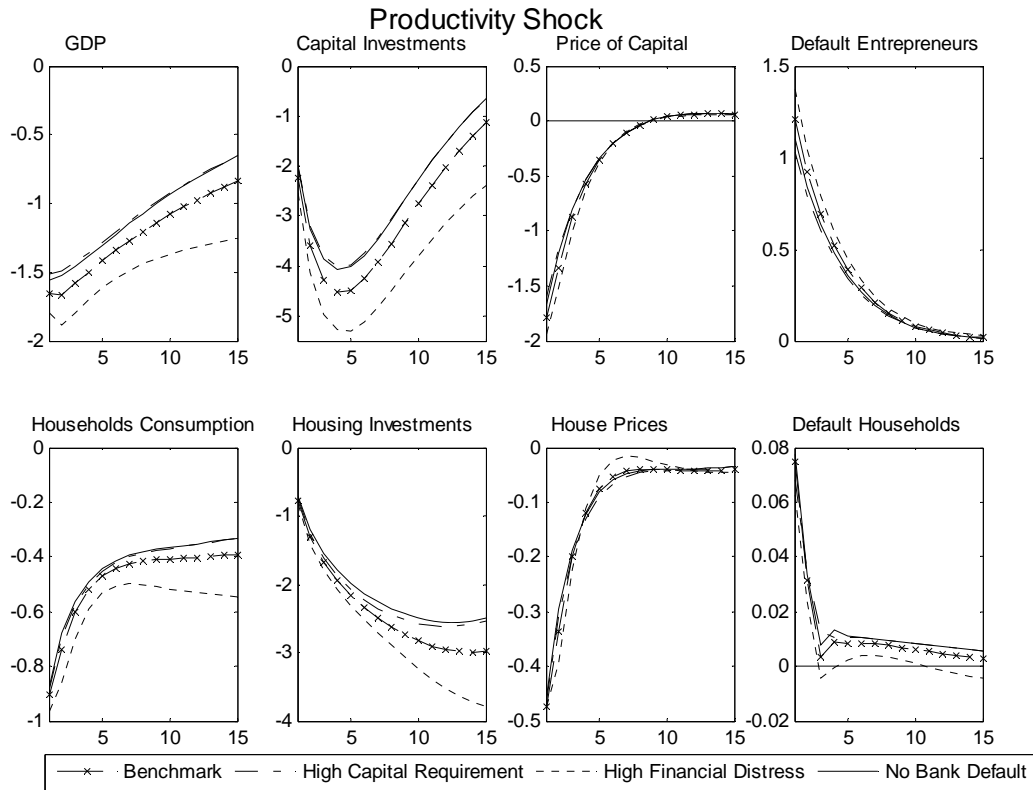 Productivity Shock
GDP
Capital Investments
Price of Capital
Default Entrepreneurs
0
-0.5
-1
-1.5
-2
5 10 15
0
-1
-2
-3
-4
-5
5 10 15
0.5
0
-0.5
-1
-1.5
-2
5 10 15
1.5
1
0.5
0
5 10 15
Households Consumption
Housing Investments
House Prices
Default Households
0
-0.2
-0.4
-0.6
-0.8
-1
5 10 15
0
-1
-2
-3
-4
5 10 15
0
-0.1
-0.2
-0.3
-0.4
-0.5
5 10 15
0.08
0.06
0.04
0.02
0
-0.02
5 10 15
Benchmark High Capital Requirement High Financial Distress No Bank Default